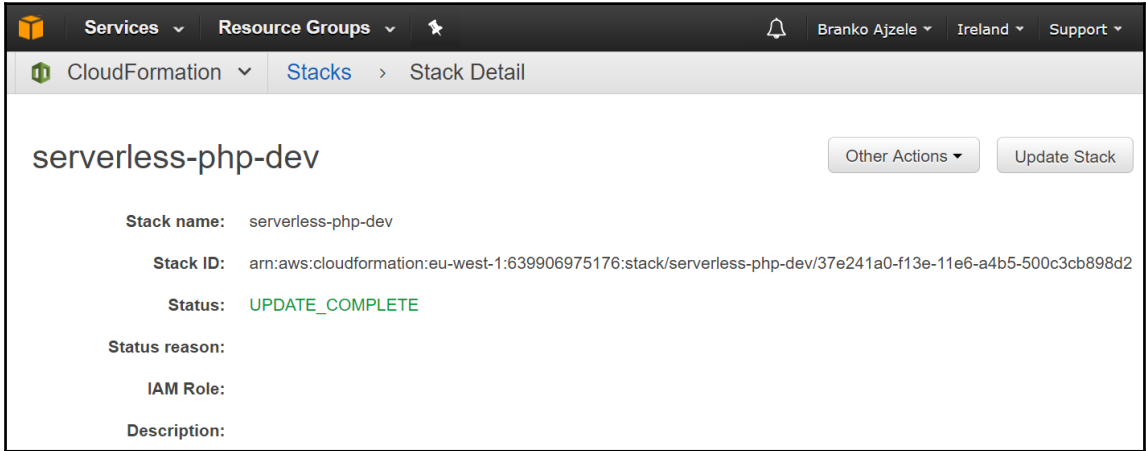 Services Resource Groups Branko Ajzele Ireland Support
CloudFormation Stacks > Stack Detail
serverless-php-dev Other Actions Update Stack
Stack name: serverless-php-dev
Stack ID: arn:aws:cloudformation:eu-west-1:639906975176:stack/serverless-php-dev/37e241a0-f13e-11e6-a4b5-500c3cb898d2
Status: UPDATE_COMPLETE
Status reason:
IAM Role:
Description: